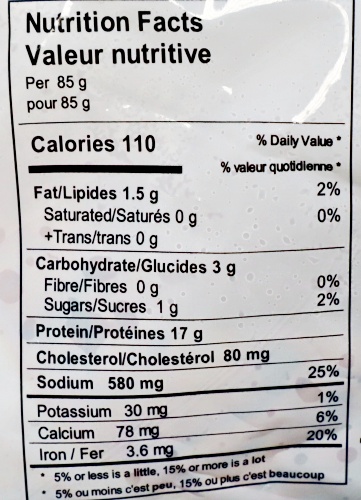 Nutrition Facts
Valeur nutritive
Per 85 g
pour 85 g
Calories 110 % Daily Value *
% valeur quotidienne *
Fat/Lipides 1.5 g 2%
Saturated/Saturés 0 g 0%
+Trans/trans 0 g
Carbohydrate/Glucides 3 g
Fibre/Fibres 0 g 0%
Sugars/Sucres 1 g 2%
Protein/Protéines 17 g
Cholesterol/Cholestérol 80 mg
Sodium 580 mg 25%
Potassium 30 mg 1%
Calcium 78 mg 6%
Iron / Fer 3.6 mg 20%
* 5% or less is a little, 15% or more is a lot
* 5% ou moins c'est peu, 15% ou plus c'est beaucoup